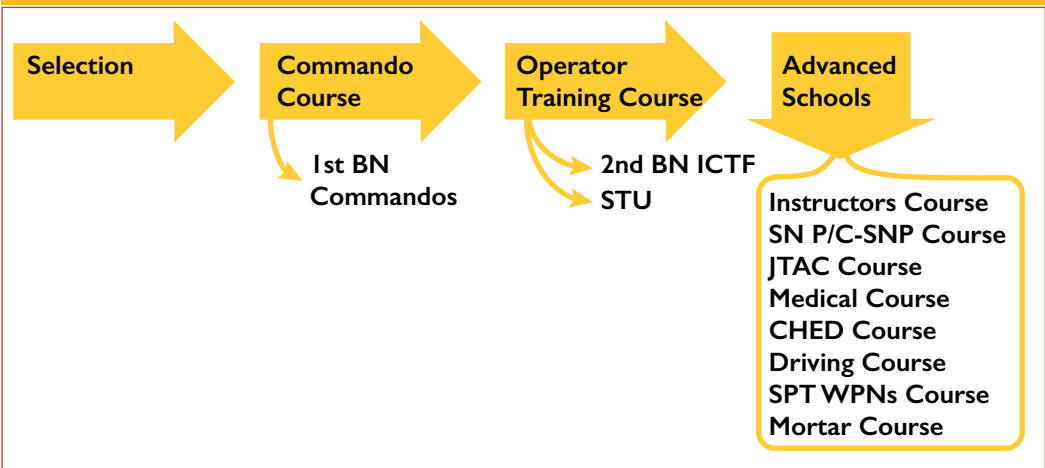 Selection
Commando
Course
1st BN
Commandos
Operator
Training Course
2nd BN ICTF
STU
Advanced
Schools
Instructors Course
SN P/C-SNP Course
JTAC Course
Medical Course
CHED Course
Driving Course
SPT WPNs Course
Mortar Course